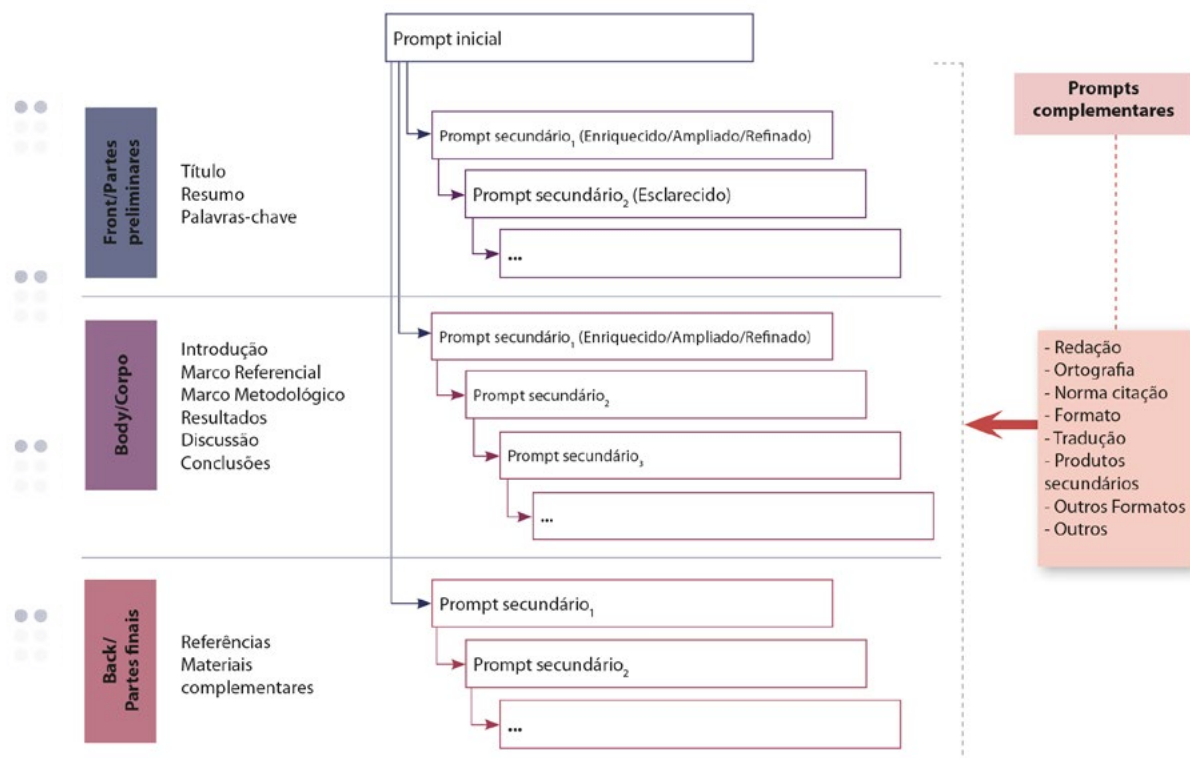 Prompt inicial
Prompts
complementares
Front/Partes
preliminares
Título
Resumo
Palavras-chave
Prompt secundário₁ (Enriquecido/Ampliado/Refinado)
Prompt secundário₂ (Esclarecido)
...
Body/Corpo
Introdução
Marco Referencial
Marco Metodológico
Resultados
Discussão
Conclusões
Prompt secundário₁ (Enriquecido/Ampliado/Refinado)
Prompt secundário₂
Prompt secundário₃
...
- Redação
- Ortografia
- Norma citação
- Formato
- Tradução
- Produtos
secundários
- Outros Formatos
- Outros
Back/
Partes finais
Referências
Materiais
complementares
Prompt secundário₁
Prompt secundário₂
...